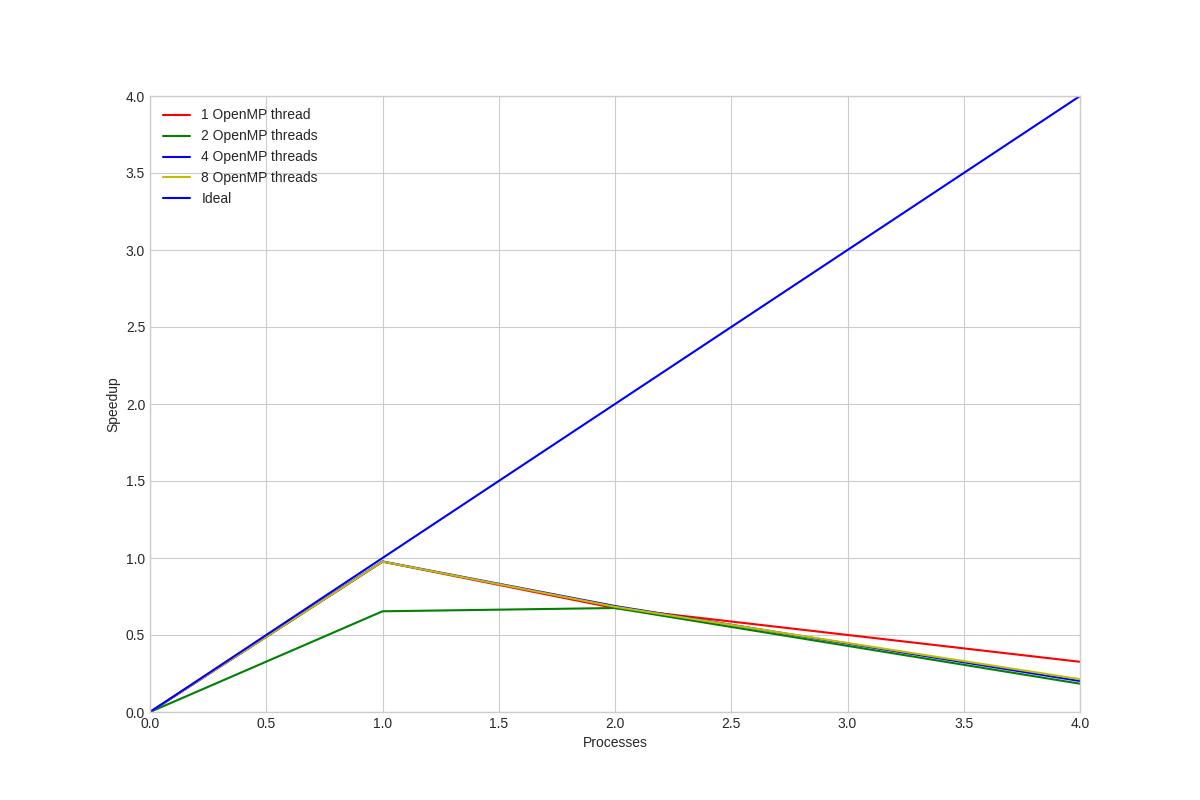 4.0
3.5
3.0
2.5
2.0
1.5
1.0
0.5
0.0
Speedup
1 OpenMP thread
2 OpenMP threads
4 OpenMP threads
8 OpenMP threads
Ideal
0.0 0.5 1.0 1.5 2.0 2.5 3.0 3.5 4.0
Processes